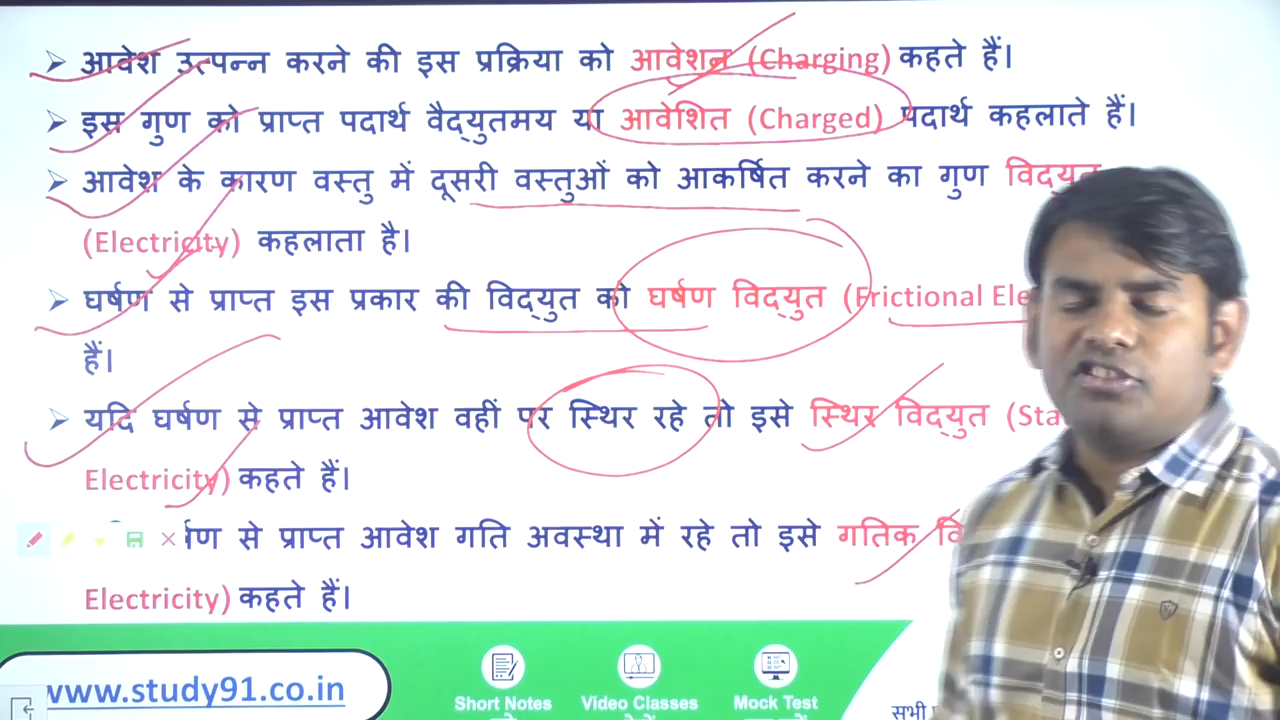 आवेश उत्पन्न करने की इस प्रक्रिया को आवेशन (Charging) कहते हैं।
इस गुण को प्राप्त पदार्थ वैद्युतमय या आवेशित (Charged) पदार्थ कहलाते हैं।
आवेश के कारण वस्तु में दूसरी वस्तुओं को आकर्षित करने का गुण विद्युत
(Electricity) कहलाता है।
घर्षण से प्राप्त इस प्रकार की विद्युत को घर्षण विद्युत (Frictional
हैं।
यदि घर्षण से प्राप्त आवेश वहीं पर स्थिर रहे तो इसे स्थिर विद्युत
Electricity) कहते हैं।
से प्राप्त आवेश गति अवस्था में रहे तो इसे गतिक
Electricity) कहते हैं।
www.study91.co.in
Short Notes
Video Classes
Mock Test
सभी